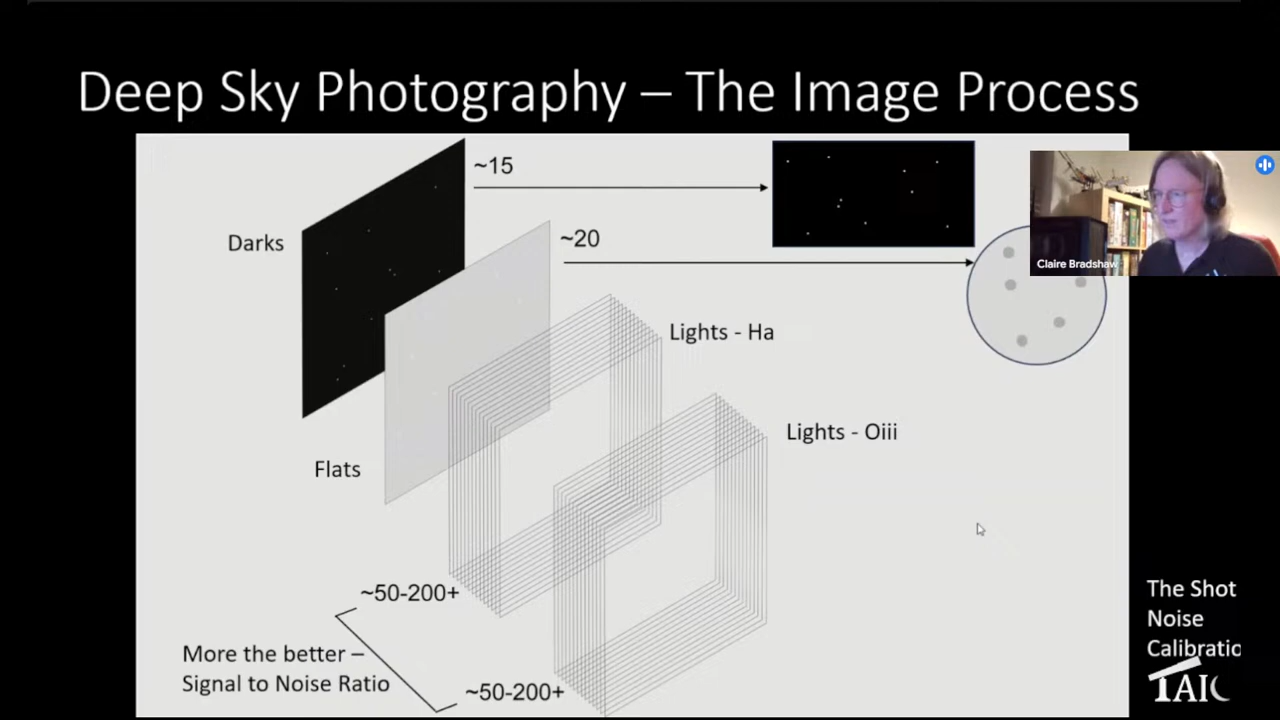 Deep Sky Photography – The Image Process
~15
Darks
~20
Claire Bradshaw
Lights - Ha
Lights - Oiii
Flats
~50-200+
More the better –
Signal to Noise Ratio
~50-200+
The Shot
Noise
Calibratic
TAIC